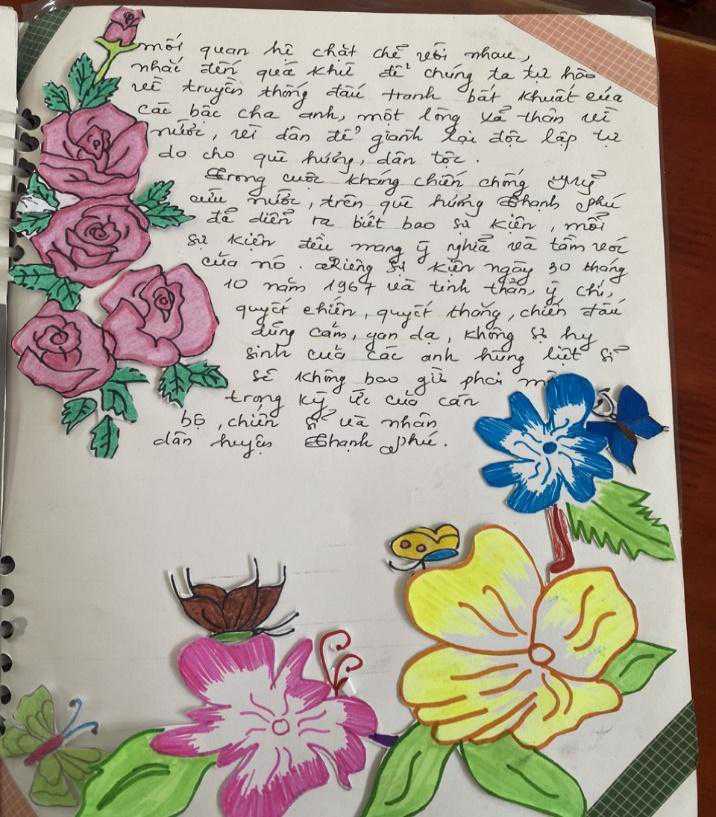 mối quan hệ chặt chẽ với nhau,
nhắc đến quá khứ để chúng ta tự hào
về truyền thống đấu tranh bất khuất của
các bậc cha anh, một lòng xả thân vì
nước, vì dân để giành lại độc lập tự
do cho quê hương, dân tộc.
Trong cuộc kháng chiến chống Mỹ
cứu nước, trên quê hương Thạnh Phú
đã diễn ra biết bao sự kiện, mỗi
sự kiện đều mang ý nghĩa và tầm vóc
của nó. Riêng sự kiện ngày 30 tháng
10 năm 1967 và tinh thần, ý chí,
quyết chiến, quyết thắng, chiến đấu
dũng cảm, gan dạ, không sợ hy
sinh của các anh hùng liệt sĩ
sẽ không bao giờ phai
trong ký ức của cán
bộ, chiến sĩ và nhân
dân huyện Thạnh Phú.